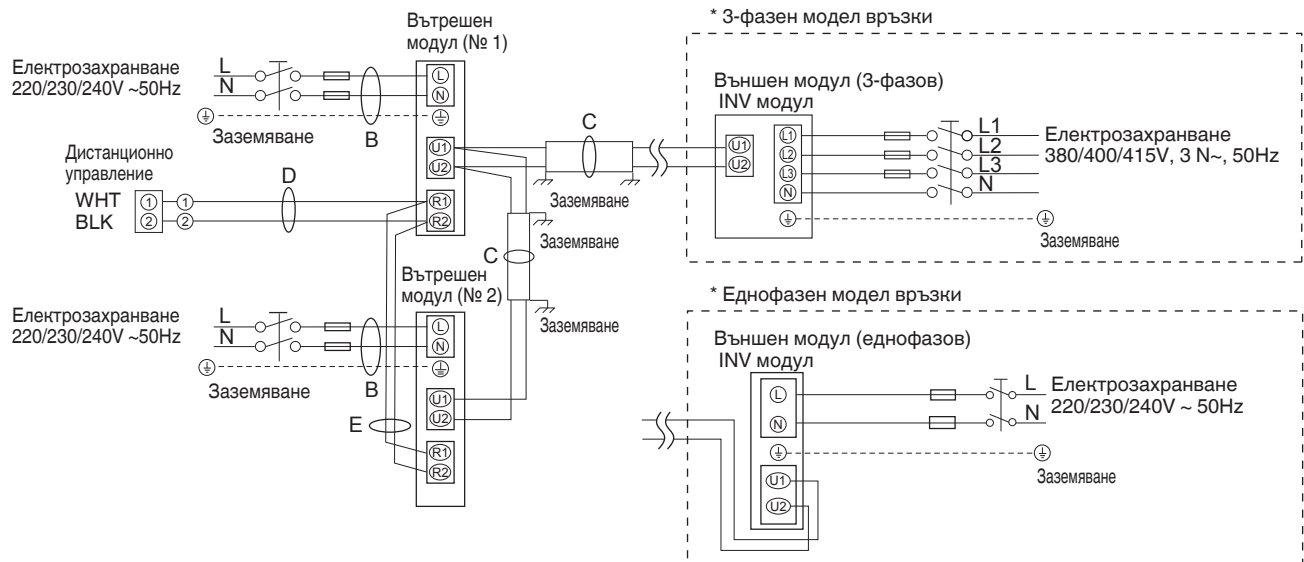 Електрозахранване
220/230/240V ~50Hz
L
N
Заземяване
B
Вътрешен
модул (№ 1)
L
N
U1
U2
R1
R2
Дистанционно
управление
WHT
BLK
1
2
1
2
D
C
Заземяване
Заземяване
C
Заземяване
Електрозахранване
220/230/240V ~50Hz
L
N
Заземяване
B
E
Вътрешен
модул (№ 2)
L
N
U1
U2
R1
R2
* 3-фазен модел връзки
Външен модул (3-фазов)
INV модул
U1
U2
L1
L2
L3
N
L1
L2
L3
N
Електрозахранване
380/400/415V, 3 N~, 50Hz
Заземяване
* Еднофазен модел връзки
Външен модул (еднофазов)
INV модул
L
N
U1
U2
L
N
Електрозахранване
220/230/240V ~ 50Hz
Заземяване